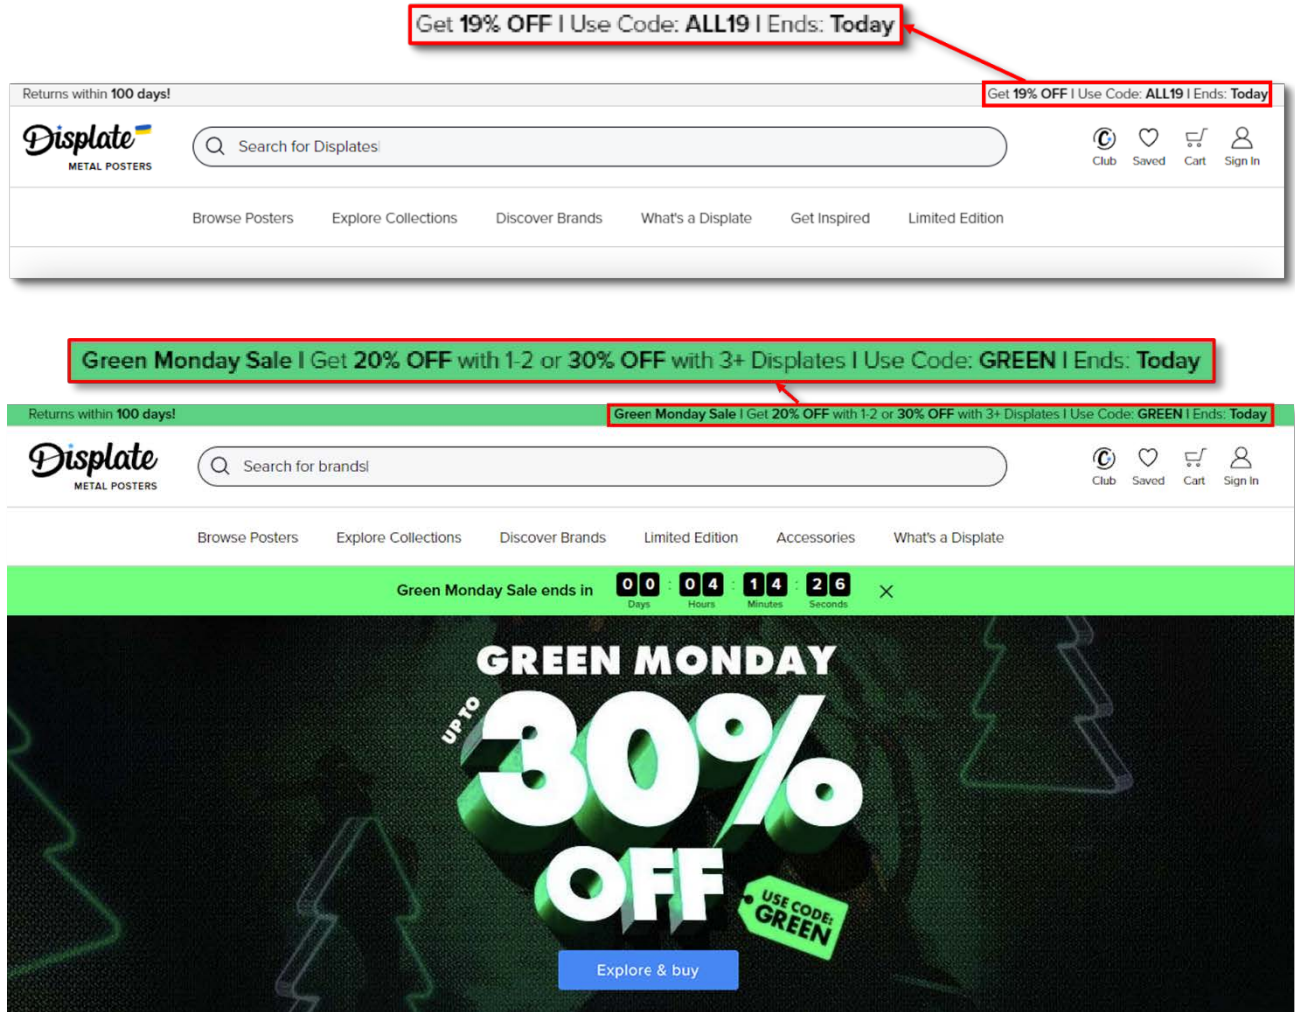 Get 19% OFF | Use Code: ALL19 | Ends: Today
Returns within 100 days!
Get 19% OFF | Use Code: ALL19 | Ends: Today
Displate
METAL POSTERS
Search for Displates|
Club Saved Cart Sign In
Browse Posters Explore Collections Discover Brands What's a Displate Get Inspired Limited Edition
Green Monday Sale | Get 20% OFF with 1-2 or 30% OFF with 3+ Displates | Use Code: GREEN | Ends: Today
Returns within 100 days!
Green Monday Sale | Get 20% OFF with 1-2 or 30% OFF with 3+ Displates | Use Code: GREEN | Ends: Today
Displate
METAL POSTERS
Search for brands|
Club Saved Cart Sign In
Browse Posters Explore Collections Discover Brands Limited Edition Accessories What's a Displate
Green Monday Sale ends in 00 : 04 : 14 : 26
Days Hours Minutes Seconds
GREEN MONDAY
UP TO
30%
OFF
USE CODE:
GREEN
Explore & buy